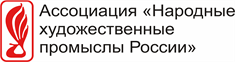 Ассоциация «Народные
художественные
промыслы России»